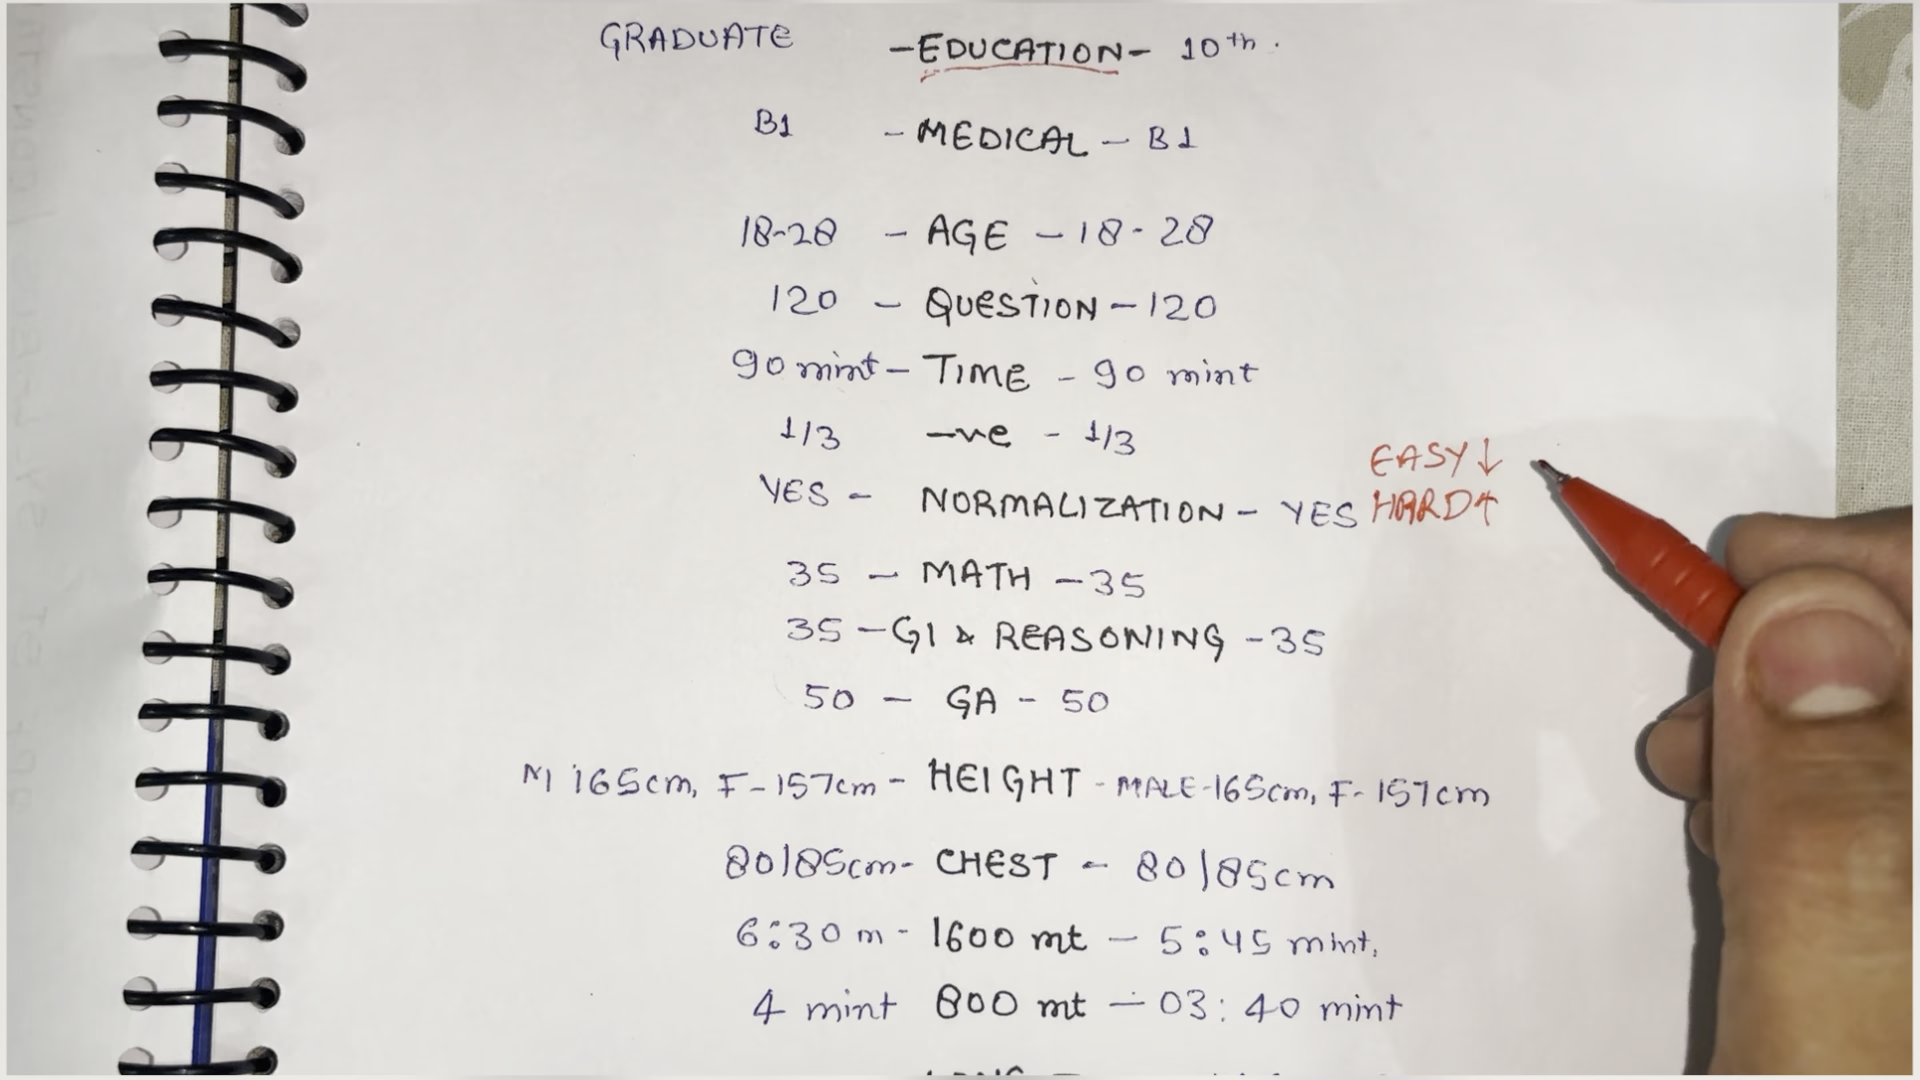 GRADUATE -EDUCATION- 10th.
B1 - MEDICAL - B1
18-28 - AGE - 18-28
120 - QUESTION - 120
90 mint - TIME - 90 mint
1/3 -ve - 1/3
EASY↓
YES - NORMALIZATION - YES HARD↑
35 - MATH - 35
35 - GI & REASONING - 35
50 - GA - 50
M 165cm, F-157cm - HEIGHT - MALE-165cm, F-157cm
80/85cm- CHEST - 80/85cm
6:30 m - 1600 mt - 5:45 mint.
4 mint 800 mt - 03:40 mint